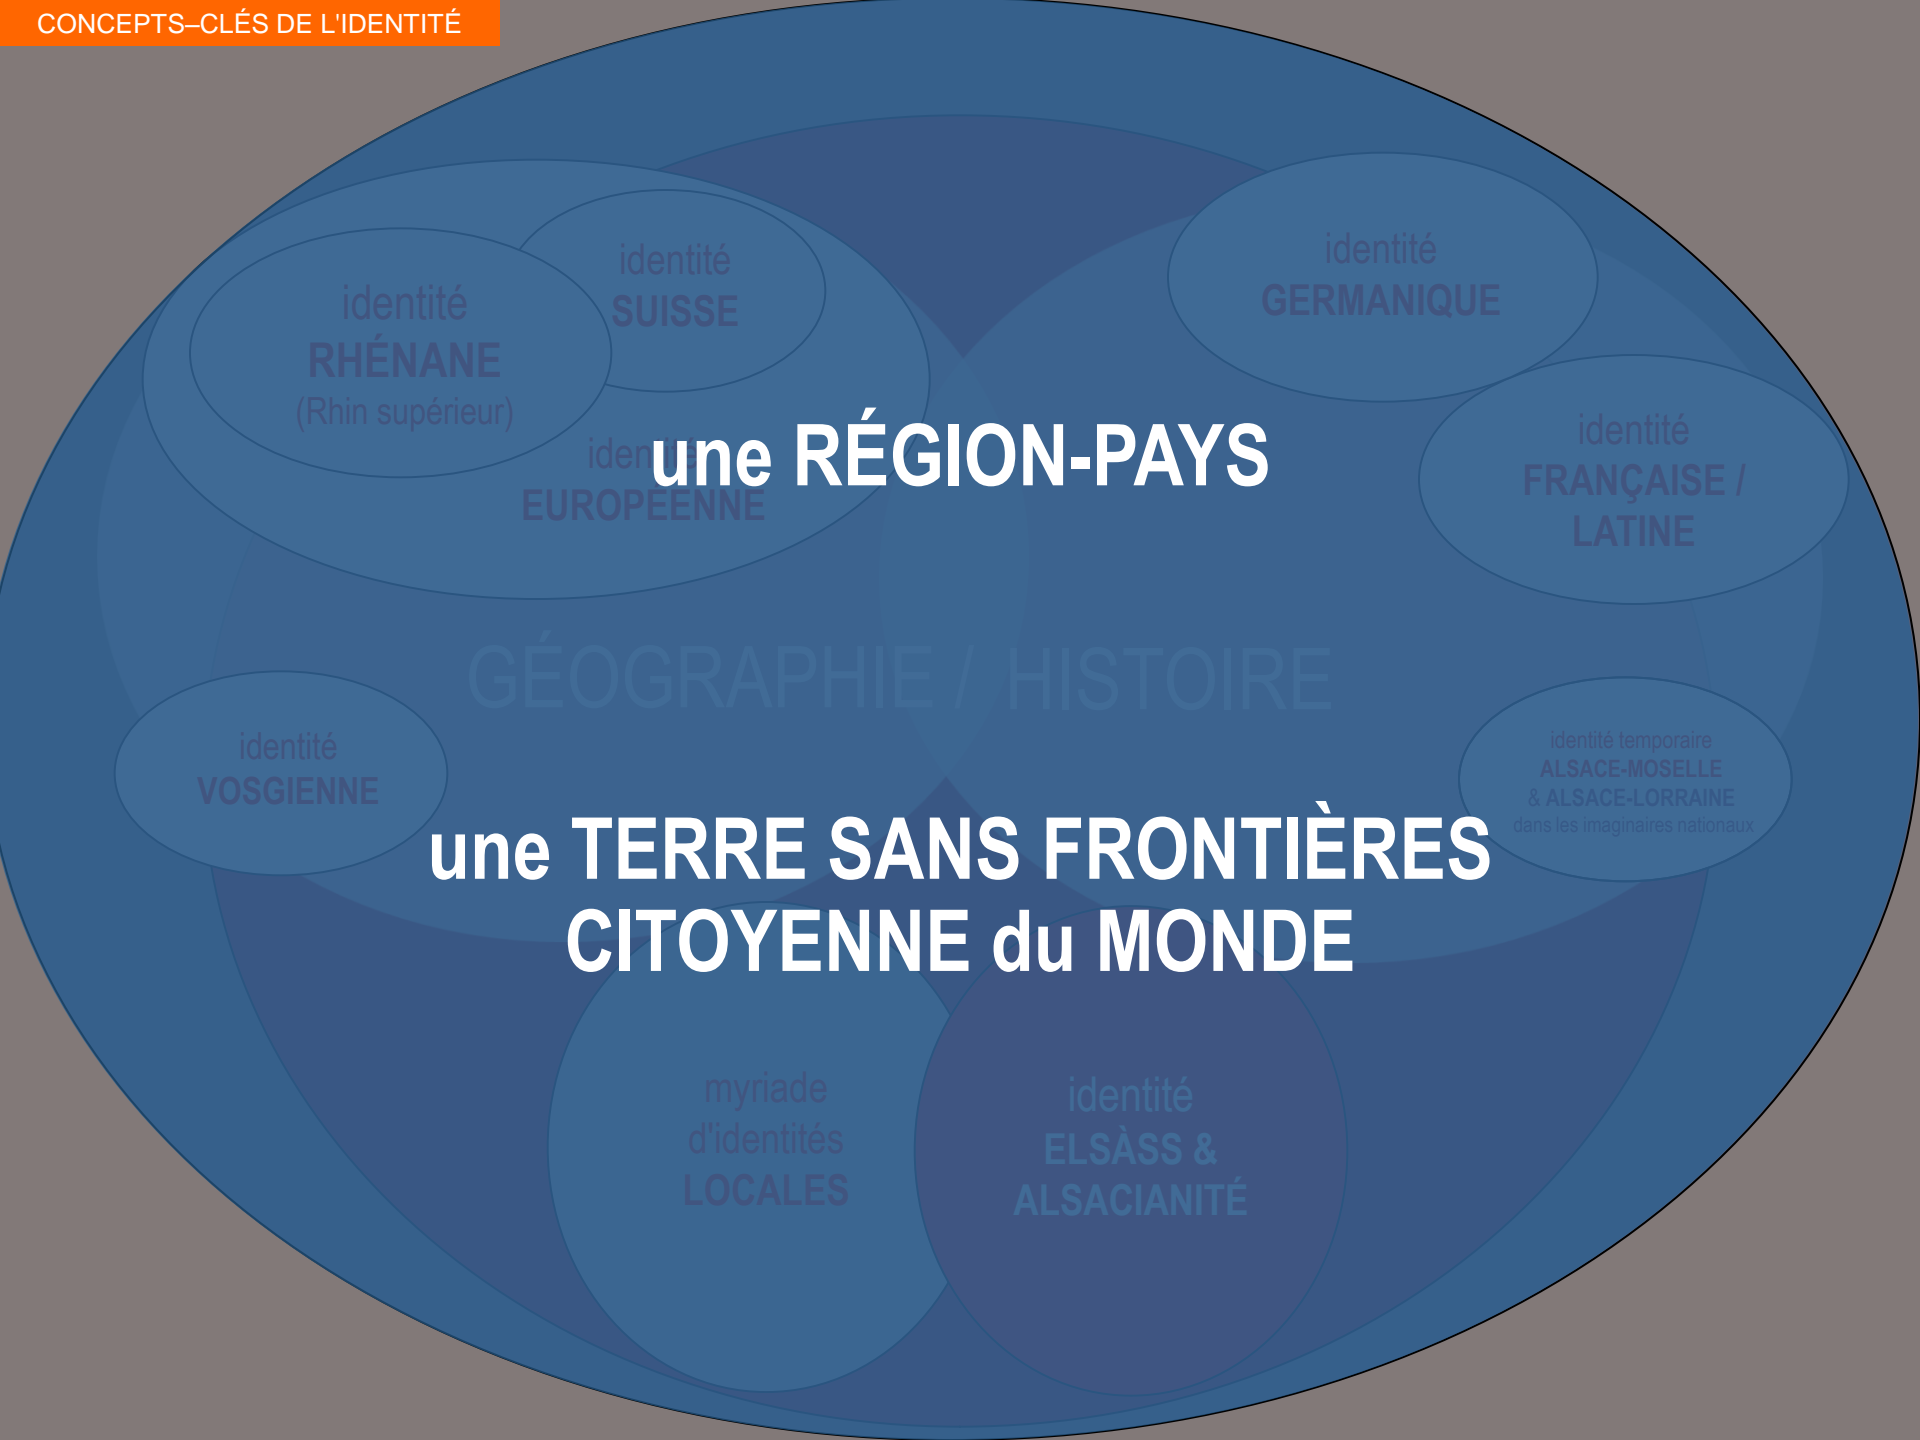 CONCEPTS–CLÉS DE L'IDENTITÉ
identité
SUISSE
identité
GERMANIQUE
identité
RHÉNANE
(Rhin supérieur)
une RÉGION-PAYS
identité
EUROPÉENNE
identité
FRANÇAISE /
LATINE
GÉOGRAPHIE / HISTOIRE
identité
VOSGIENNE
identité temporaire
ALSACE-MOSELLE
& ALSACE-LORRAINE
dans les imaginaires nationaux
une TERRE SANS FRONTIÈRES
CITOYENNE du MONDE
myriade
d'identités
LOCALES
identité
ELSÀSS &
ALSACIANITÉ